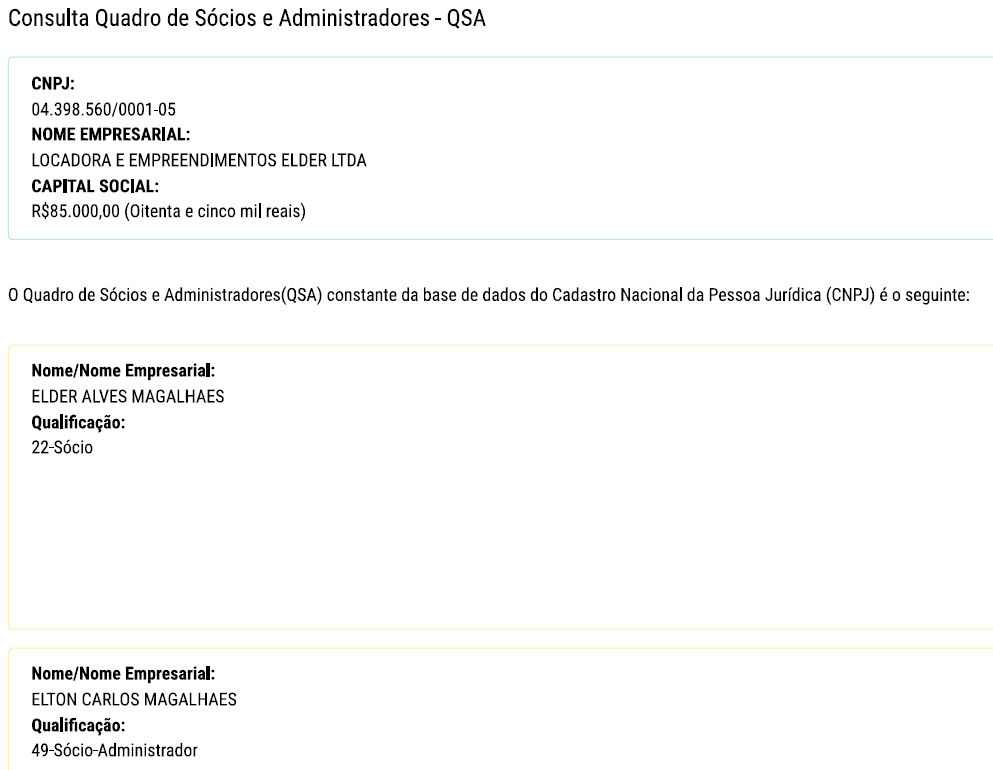 Consulta Quadro de Sócios e Administradores - QSA
CNPJ:
04.398.560/0001-05
NOME EMPRESARIAL:
LOCADORA E EMPREENDIMENTOS ELDER LTDA
CAPITAL SOCIAL:
R$85.000,00 (Oitenta e cinco mil reais)
O Quadro de Sócios e Administradores(QSA) constante da base de dados do Cadastro Nacional da Pessoa Jurídica (CNPJ) é o seguinte:
Nome/Nome Empresarial:
ELDER ALVES MAGALHAES
Qualificação:
22-Sócio
Nome/Nome Empresarial:
ELTON CARLOS MAGALHAES
Qualificação:
49-Sócio-Administrador